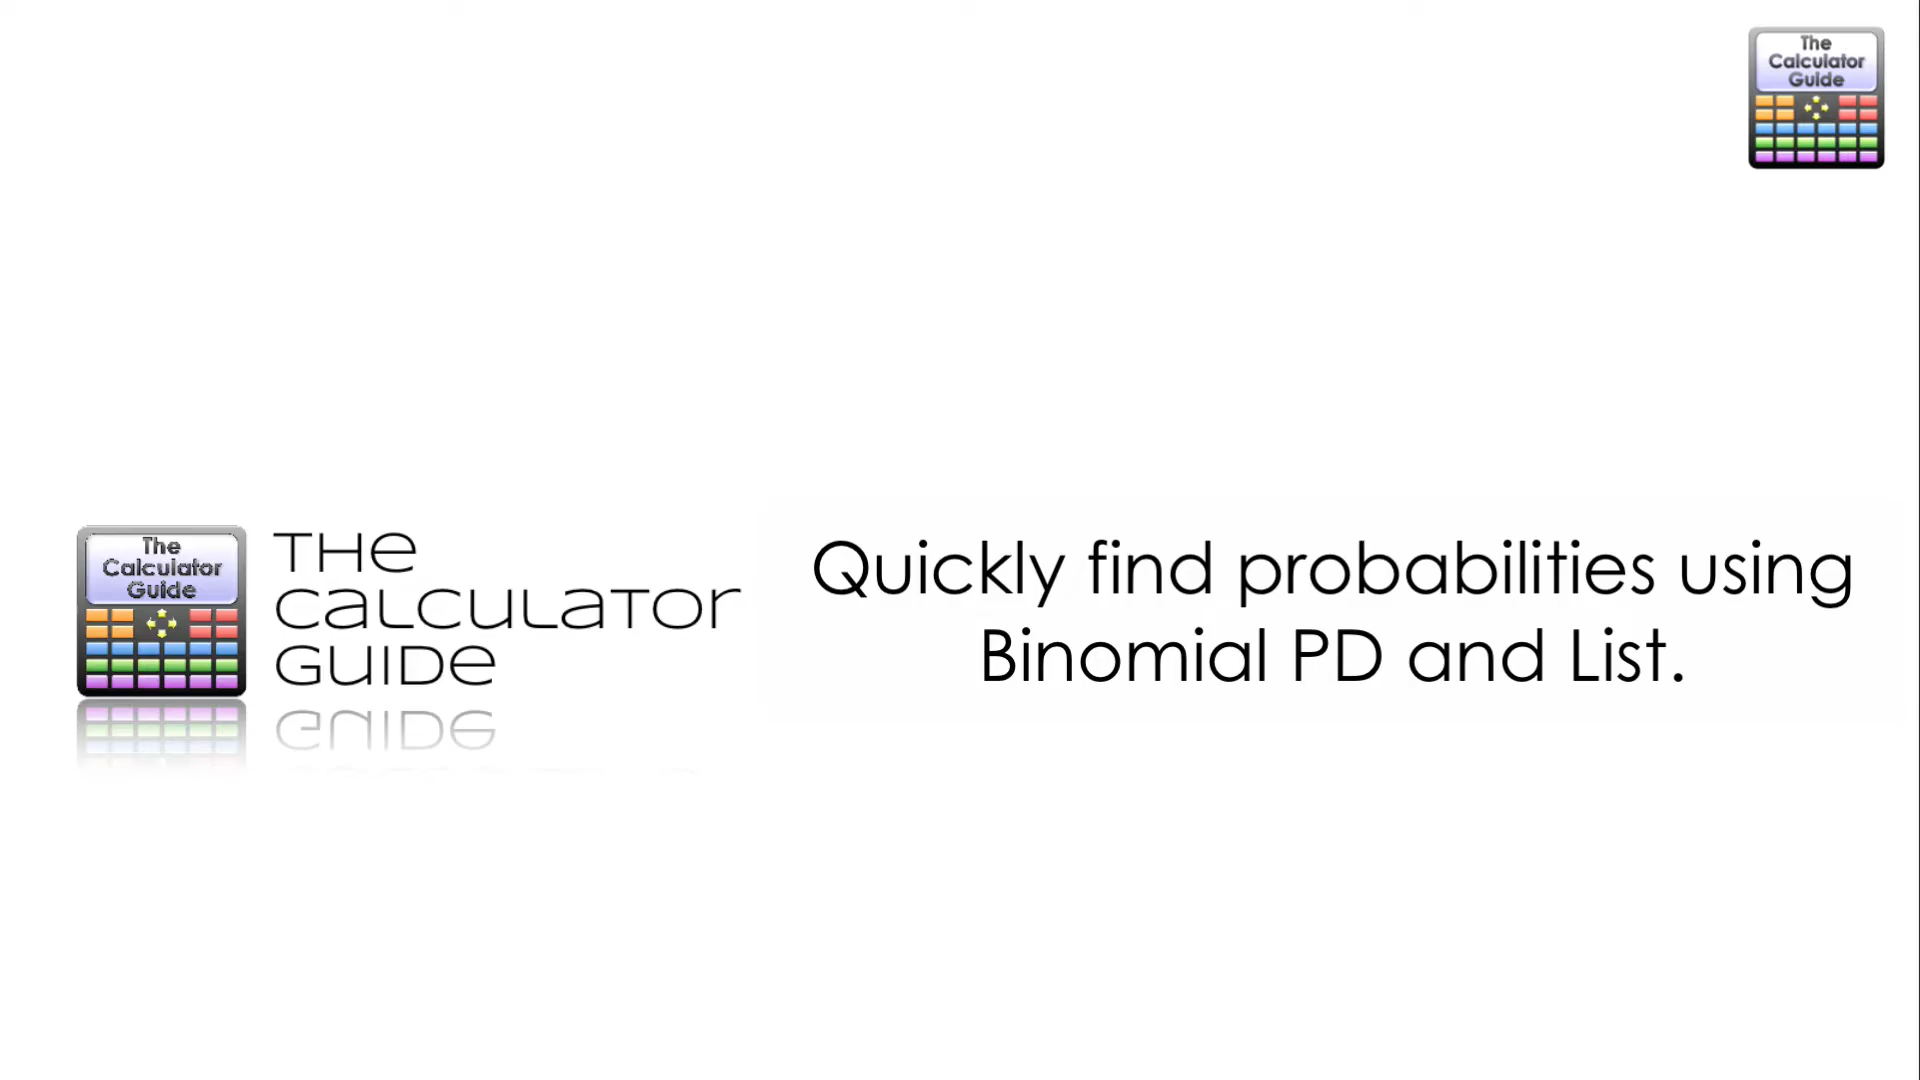 The
Calculator
Guide
The
Calculator
Guide
THe
CaLCULaTOr
GUIDe
Quickly find probabilities using
Binomial PD and List.